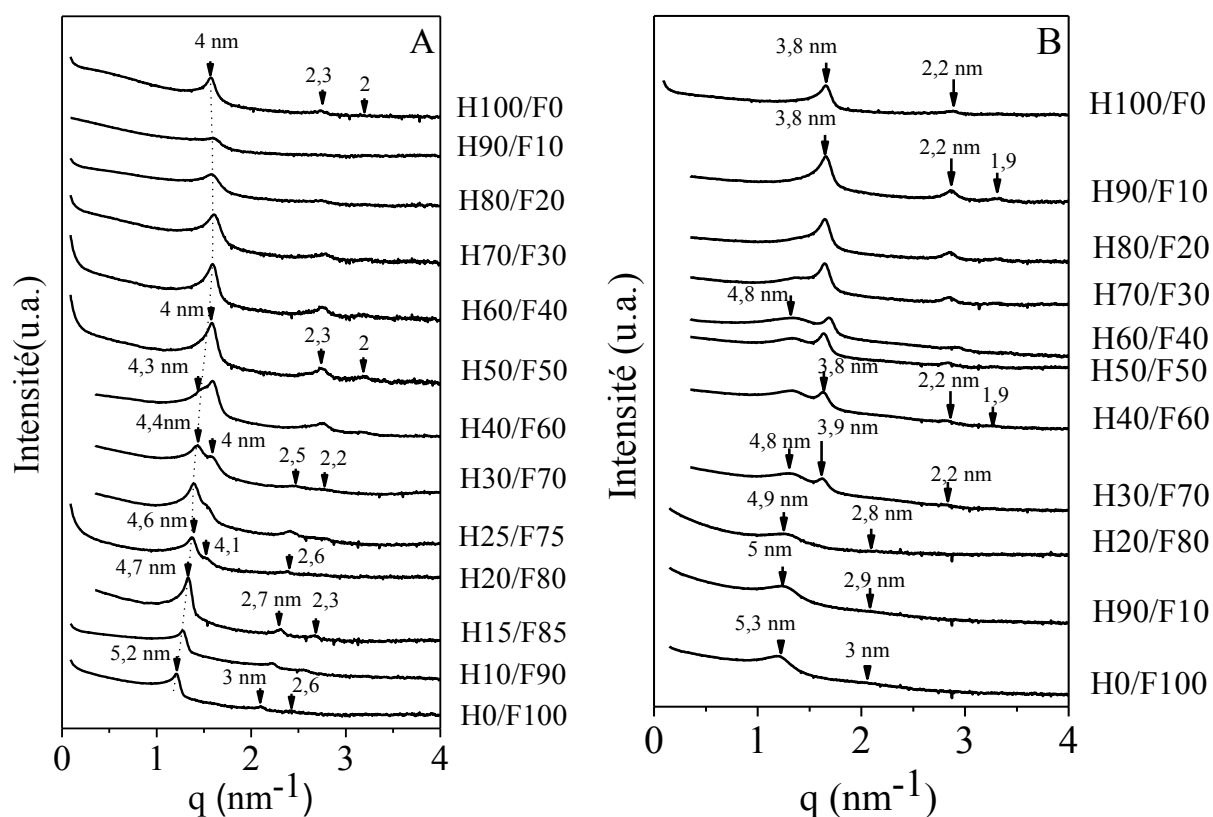 A
4 nm
2,3
2
H100/F0
H90/F10
H80/F20
H70/F30
H60/F40
4 nm
2,3
2
H50/F50
4,3 nm
H40/F60
4,4nm
4 nm
2,5
2,2
H30/F70
H25/F75
4,6 nm
4,1
2,6
H20/F80
4,7 nm
2,7 nm
2,3
H15/F85
H10/F90
5,2 nm
3 nm
2,6
H0/F100
Intensité(u.a.)
0 1 2 3 4
q (nm-1)
B
3,8 nm
2,2 nm
H100/F0
3,8 nm
2,2 nm
1,9
H90/F10
H80/F20
H70/F30
4,8 nm
H60/F40
H50/F50
3,8 nm
2,2 nm
1,9
H40/F60
4,8 nm
3,9 nm
2,2 nm
H30/F70
4,9 nm
2,8 nm
H20/F80
5 nm
2,9 nm
H90/F10
5,3 nm
3 nm
H0/F100
Intensité (u.a.)
0 1 2 3 4
q (nm-1)